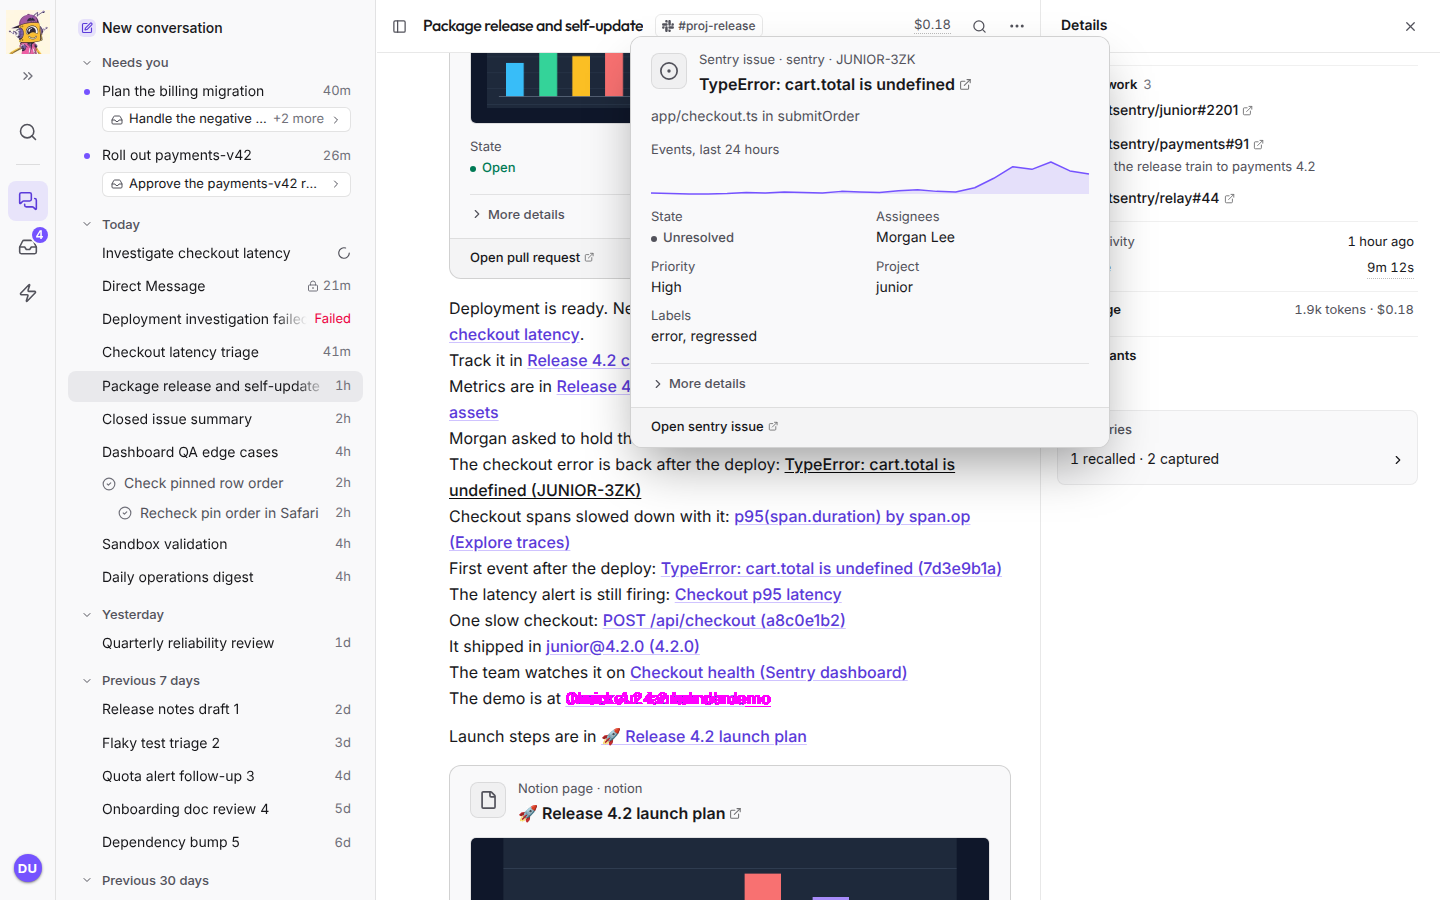 New conversation
Needs you
Plan the billing migration 40m
Handle the negative ... +2 more
Roll out payments-v42 26m
Approve the payments-v42 r...
Today
Investigate checkout latency
4
Direct Message 21m
Deployment investigation failed Failed
Checkout latency triage 41m
Package release and self-update 1h
Closed issue summary 2h
Dashboard QA edge cases 4h
Check pinned row order 2h
Recheck pin order in Safari 2h
Sandbox validation 4h
Daily operations digest 4h
Yesterday
Quarterly reliability review 1d
Previous 7 days
Release notes draft 1 2d
Flaky test triage 2 3d
Quota alert follow-up 3 4d
Onboarding doc review 4 5d
Dependency bump 5 6d
Previous 30 days
DU
Package release and self-update #proj-release $0.18
State
Open
More details
Open pull request
Deployment is ready. Ne
checkout latency.
Track it in Release 4.2 c
Metrics are in Release 4
assets
Morgan asked to hold th
The checkout error is back after the deploy: TypeError: cart.total is
undefined (JUNIOR-3ZK)
Checkout spans slowed down with it: p95(span.duration) by span.op
(Explore traces)
First event after the deploy: TypeError: cart.total is undefined (7d3e9b1a)
The latency alert is still firing: Checkout p95 latency
One slow checkout: POST /api/checkout (a8c0e1b2)
It shipped in junior@4.2.0 (4.2.0)
The team watches it on Checkout health (Sentry dashboard)
The demo is at
Launch steps are in 🚀 Release 4.2 launch plan
Notion page · notion
🚀 Release 4.2 launch plan
Sentry issue · sentry · JUNIOR-3ZK
TypeError: cart.total is undefined
app/checkout.ts in submitOrder
Events, last 24 hours
State
Unresolved
Assignees
Morgan Lee
Priority
High
Project
junior
Labels
error, regressed
More details
Open sentry issue
Details
work 3
tsentry/junior#2201
tsentry/payments#91
the release train to payments 4.2
tsentry/relay#44
ivity 1 hour ago
9m 12s
ge 1.9k tokens · $0.18
ants
ries
1 recalled · 2 captured